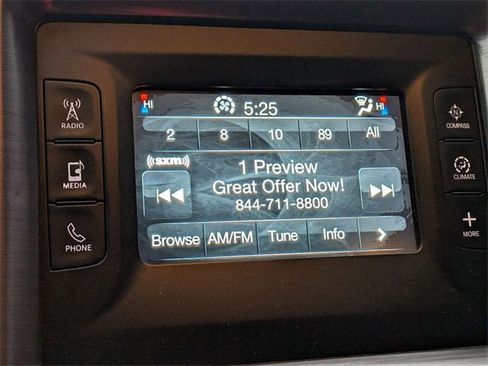 HI 5:25 HI
2 8 10 89 All
((sxm))
1 Preview
Great Offer Now!
844-711-8800
Browse AM/FM Tune Info >
RADIO
MEDIA
PHONE
COMPASS
CLIMATE
+
MORE